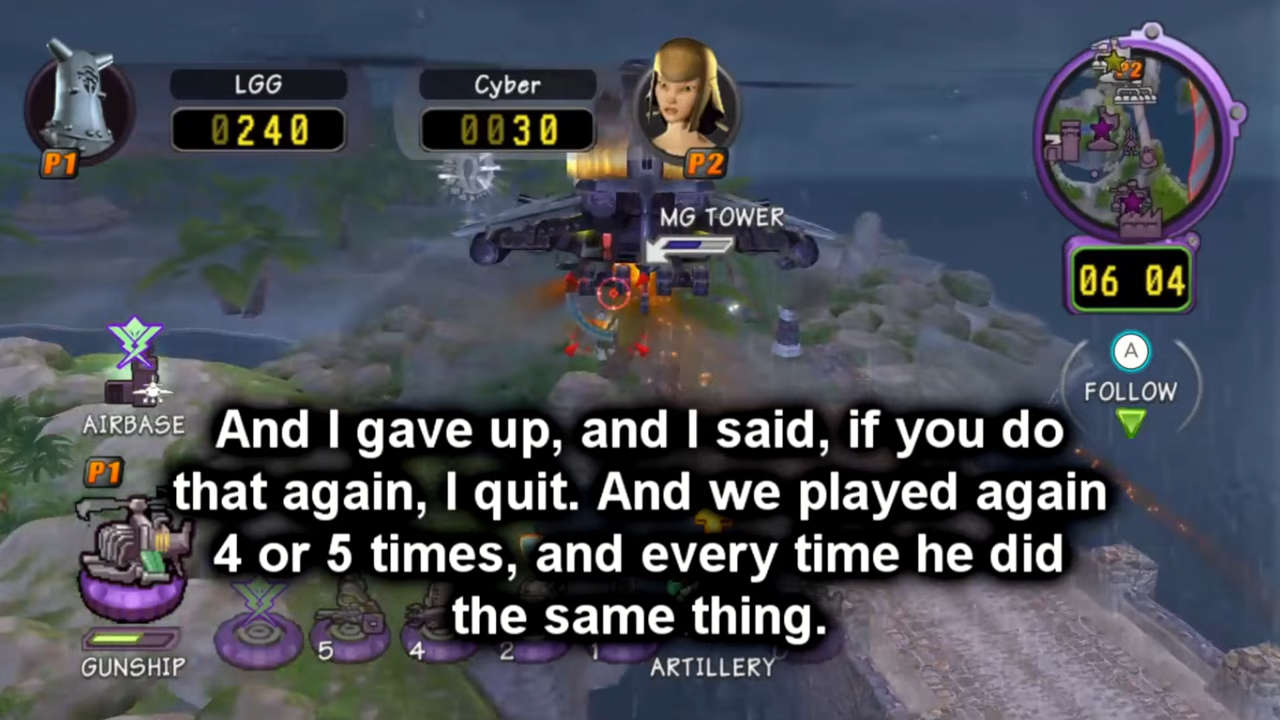 LGG
Cyber
0240
0030
P1
P2
P2
MG TOWER
06 04
A
FOLLOW
AIRBASE
And I gave up, and I said, if you do
that again, I quit. And we played again
4 or 5 times, and every time he did
the same thing.
P1
5
4
2
1
GUNSHIP
ARTILLERY